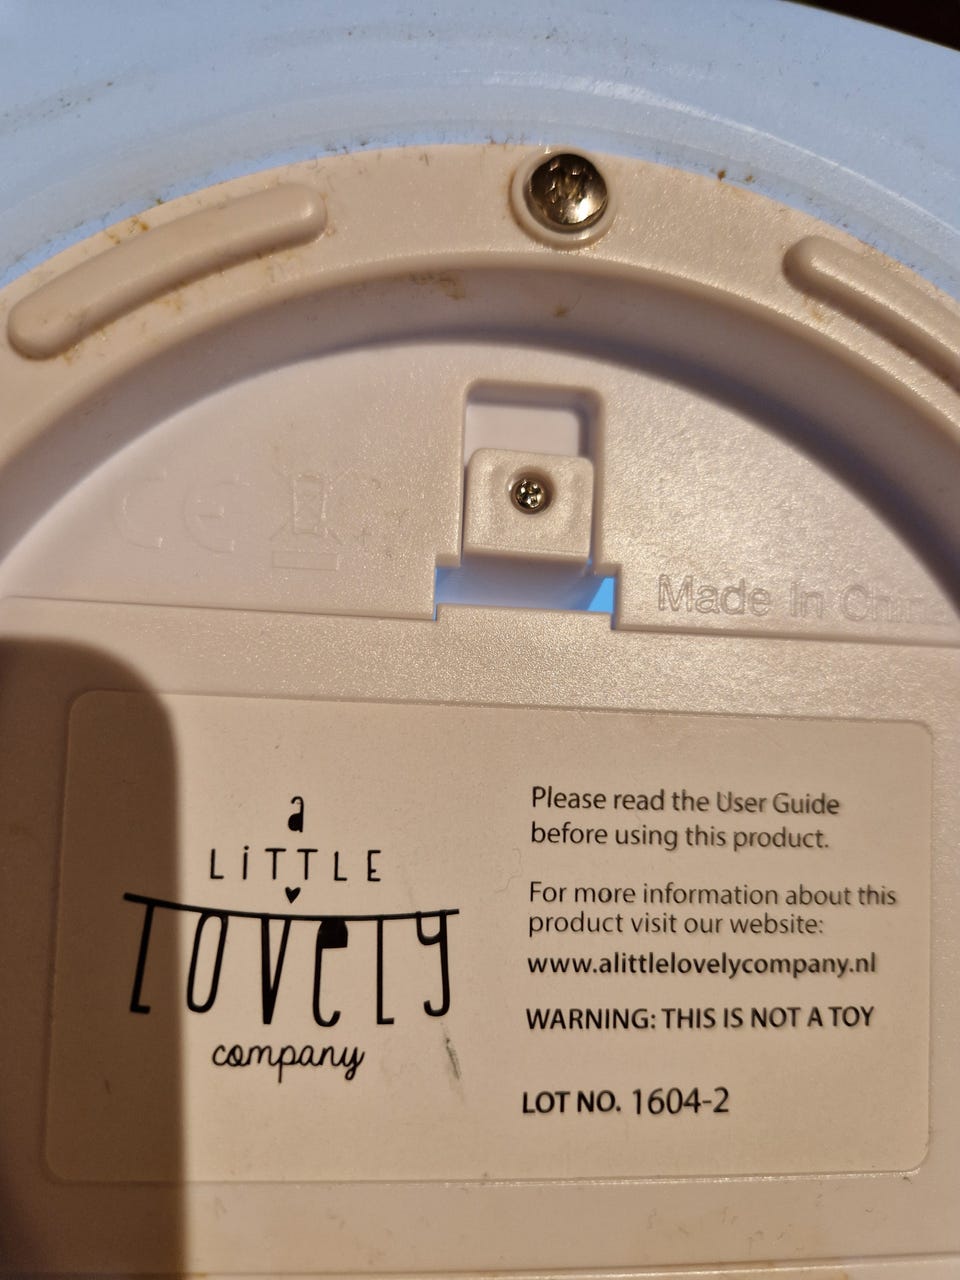 CE
Made In China
a
LiTTLE
LOVELY
company
Please read the User Guide
before using this product.
For more information about this
product visit our website:
www.alittlelovelycompany.nl
WARNING: THIS IS NOT A TOY
LOT NO. 1604-2